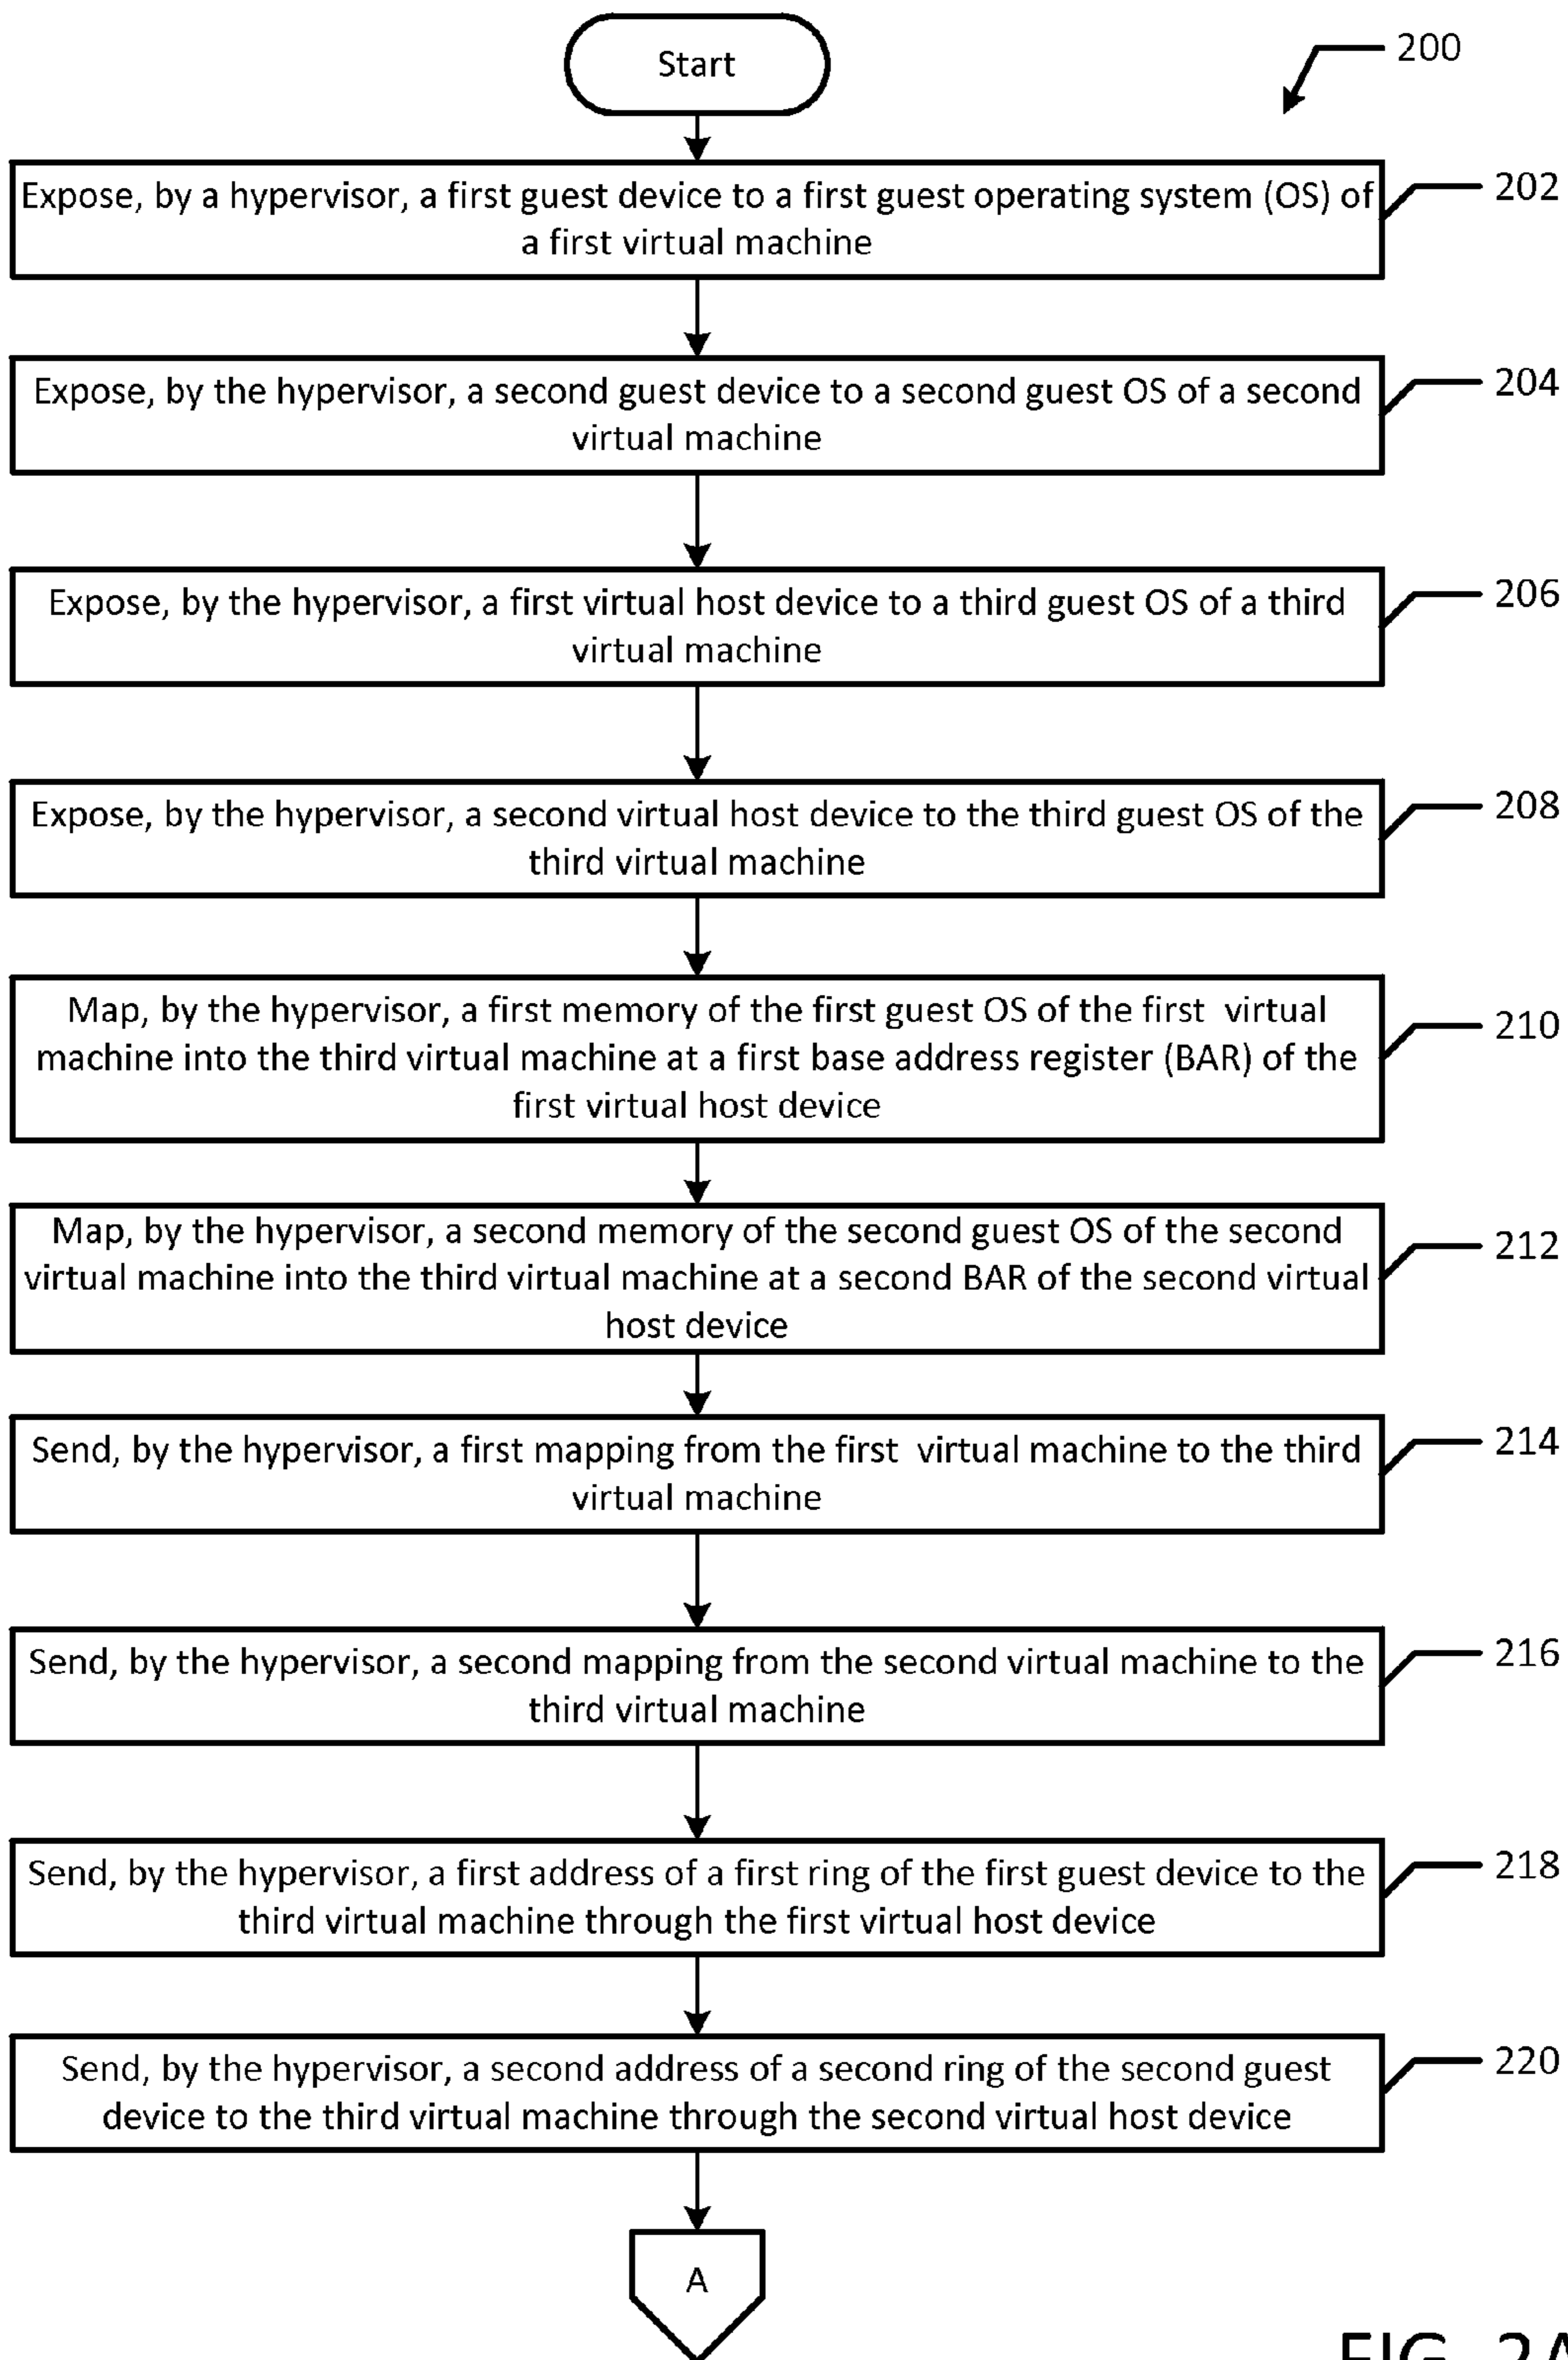 Start
200
Expose, by a hypervisor, a first guest device to a first guest operating system (OS) of
a first virtual machine
202
Expose, by the hypervisor, a second guest device to a second guest OS of a second
virtual machine
204
Expose, by the hypervisor, a first virtual host device to a third guest OS of a third
virtual machine
206
Expose, by the hypervisor, a second virtual host device to the third guest OS of the
third virtual machine
208
Map, by the hypervisor, a first memory of the first guest OS of the first virtual
machine into the third virtual machine at a first base address register (BAR) of the
first virtual host device
210
Map, by the hypervisor, a second memory of the second guest OS of the second
virtual machine into the third virtual machine at a second BAR of the second virtual
host device
212
Send, by the hypervisor, a first mapping from the first virtual machine to the third
virtual machine
214
Send, by the hypervisor, a second mapping from the second virtual machine to the
third virtual machine
216
Send, by the hypervisor, a first address of a first ring of the first guest device to the
third virtual machine through the first virtual host device
218
Send, by the hypervisor, a second address of a second ring of the second guest
device to the third virtual machine through the second virtual host device
220
A
FIG. 2A